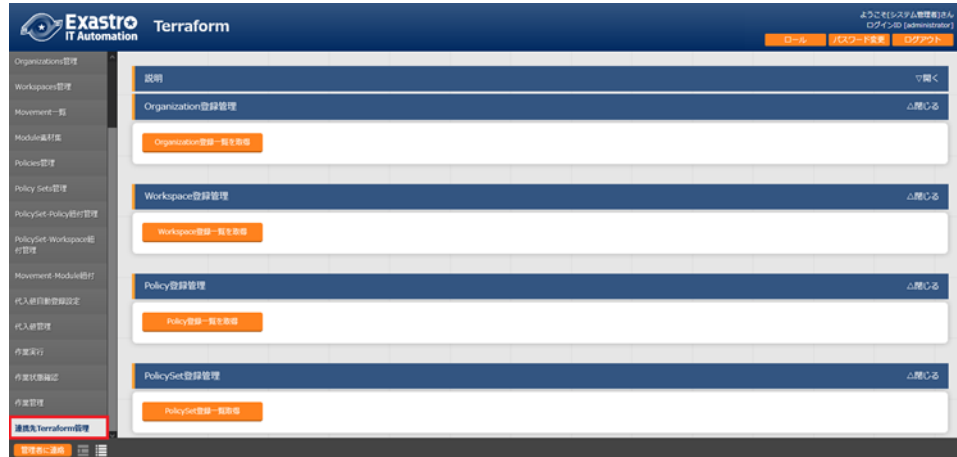 Exastro
IT Automation
Terraform
ようこそ[システム管理者]さん
ログインID [administrator]
ロール
パスワード変更
ログアウト
Organizations管理
Workspaces管理
Movement一覧
Module素材集
Policies管理
Policy Sets管理
PolicySet-Policy紐付管理
PolicySet-Workspace紐
付管理
Movement-Module紐付
代入値自動登録設定
代入値管理
作業実行
作業状態確認
作業管理
連携先Terraform管理
管理者に連絡
説明
▽開く
Organization登録管理
△閉じる
Organization登録一覧を取得
Workspace登録管理
△閉じる
Workspace登録一覧を取得
Policy登録管理
△閉じる
Policy登録一覧を取得
PolicySet登録管理
△閉じる
PolicySet登録一覧取得